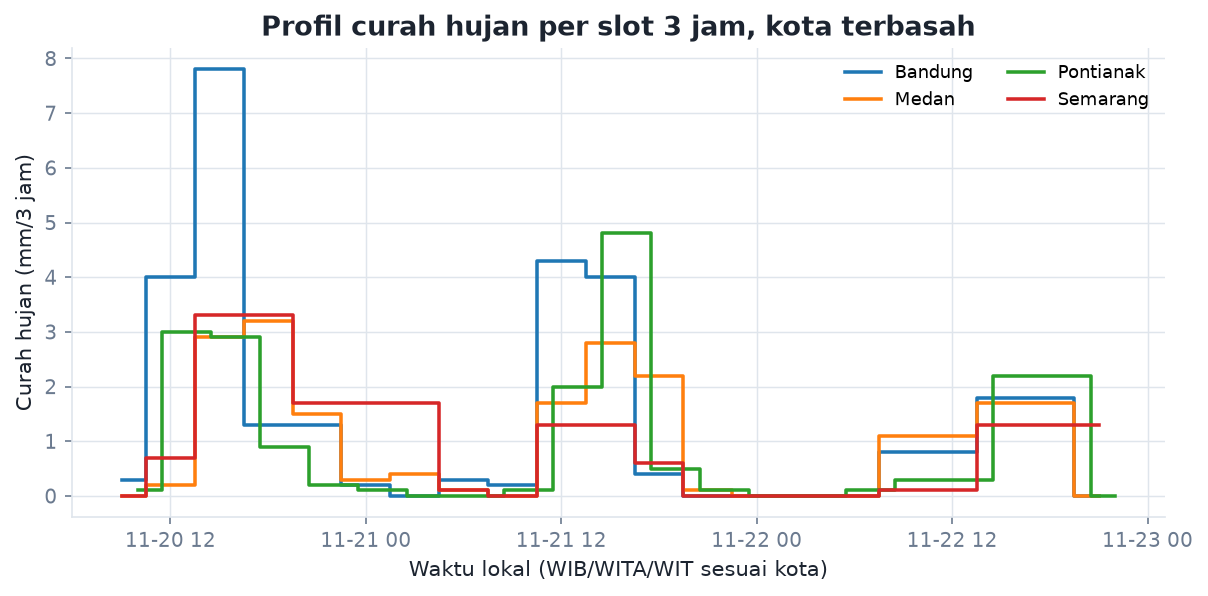 Profil curah hujan per slot 3 jam, kota terbasah
Bandung
Medan
Pontianak
Semarang
Curah hujan (mm/3 jam)
8
7
6
5
4
3
2
1
0
11-20 12
11-21 00
11-21 12
11-22 00
11-22 12
11-23 00
Waktu lokal (WIB/WITA/WIT sesuai kota)